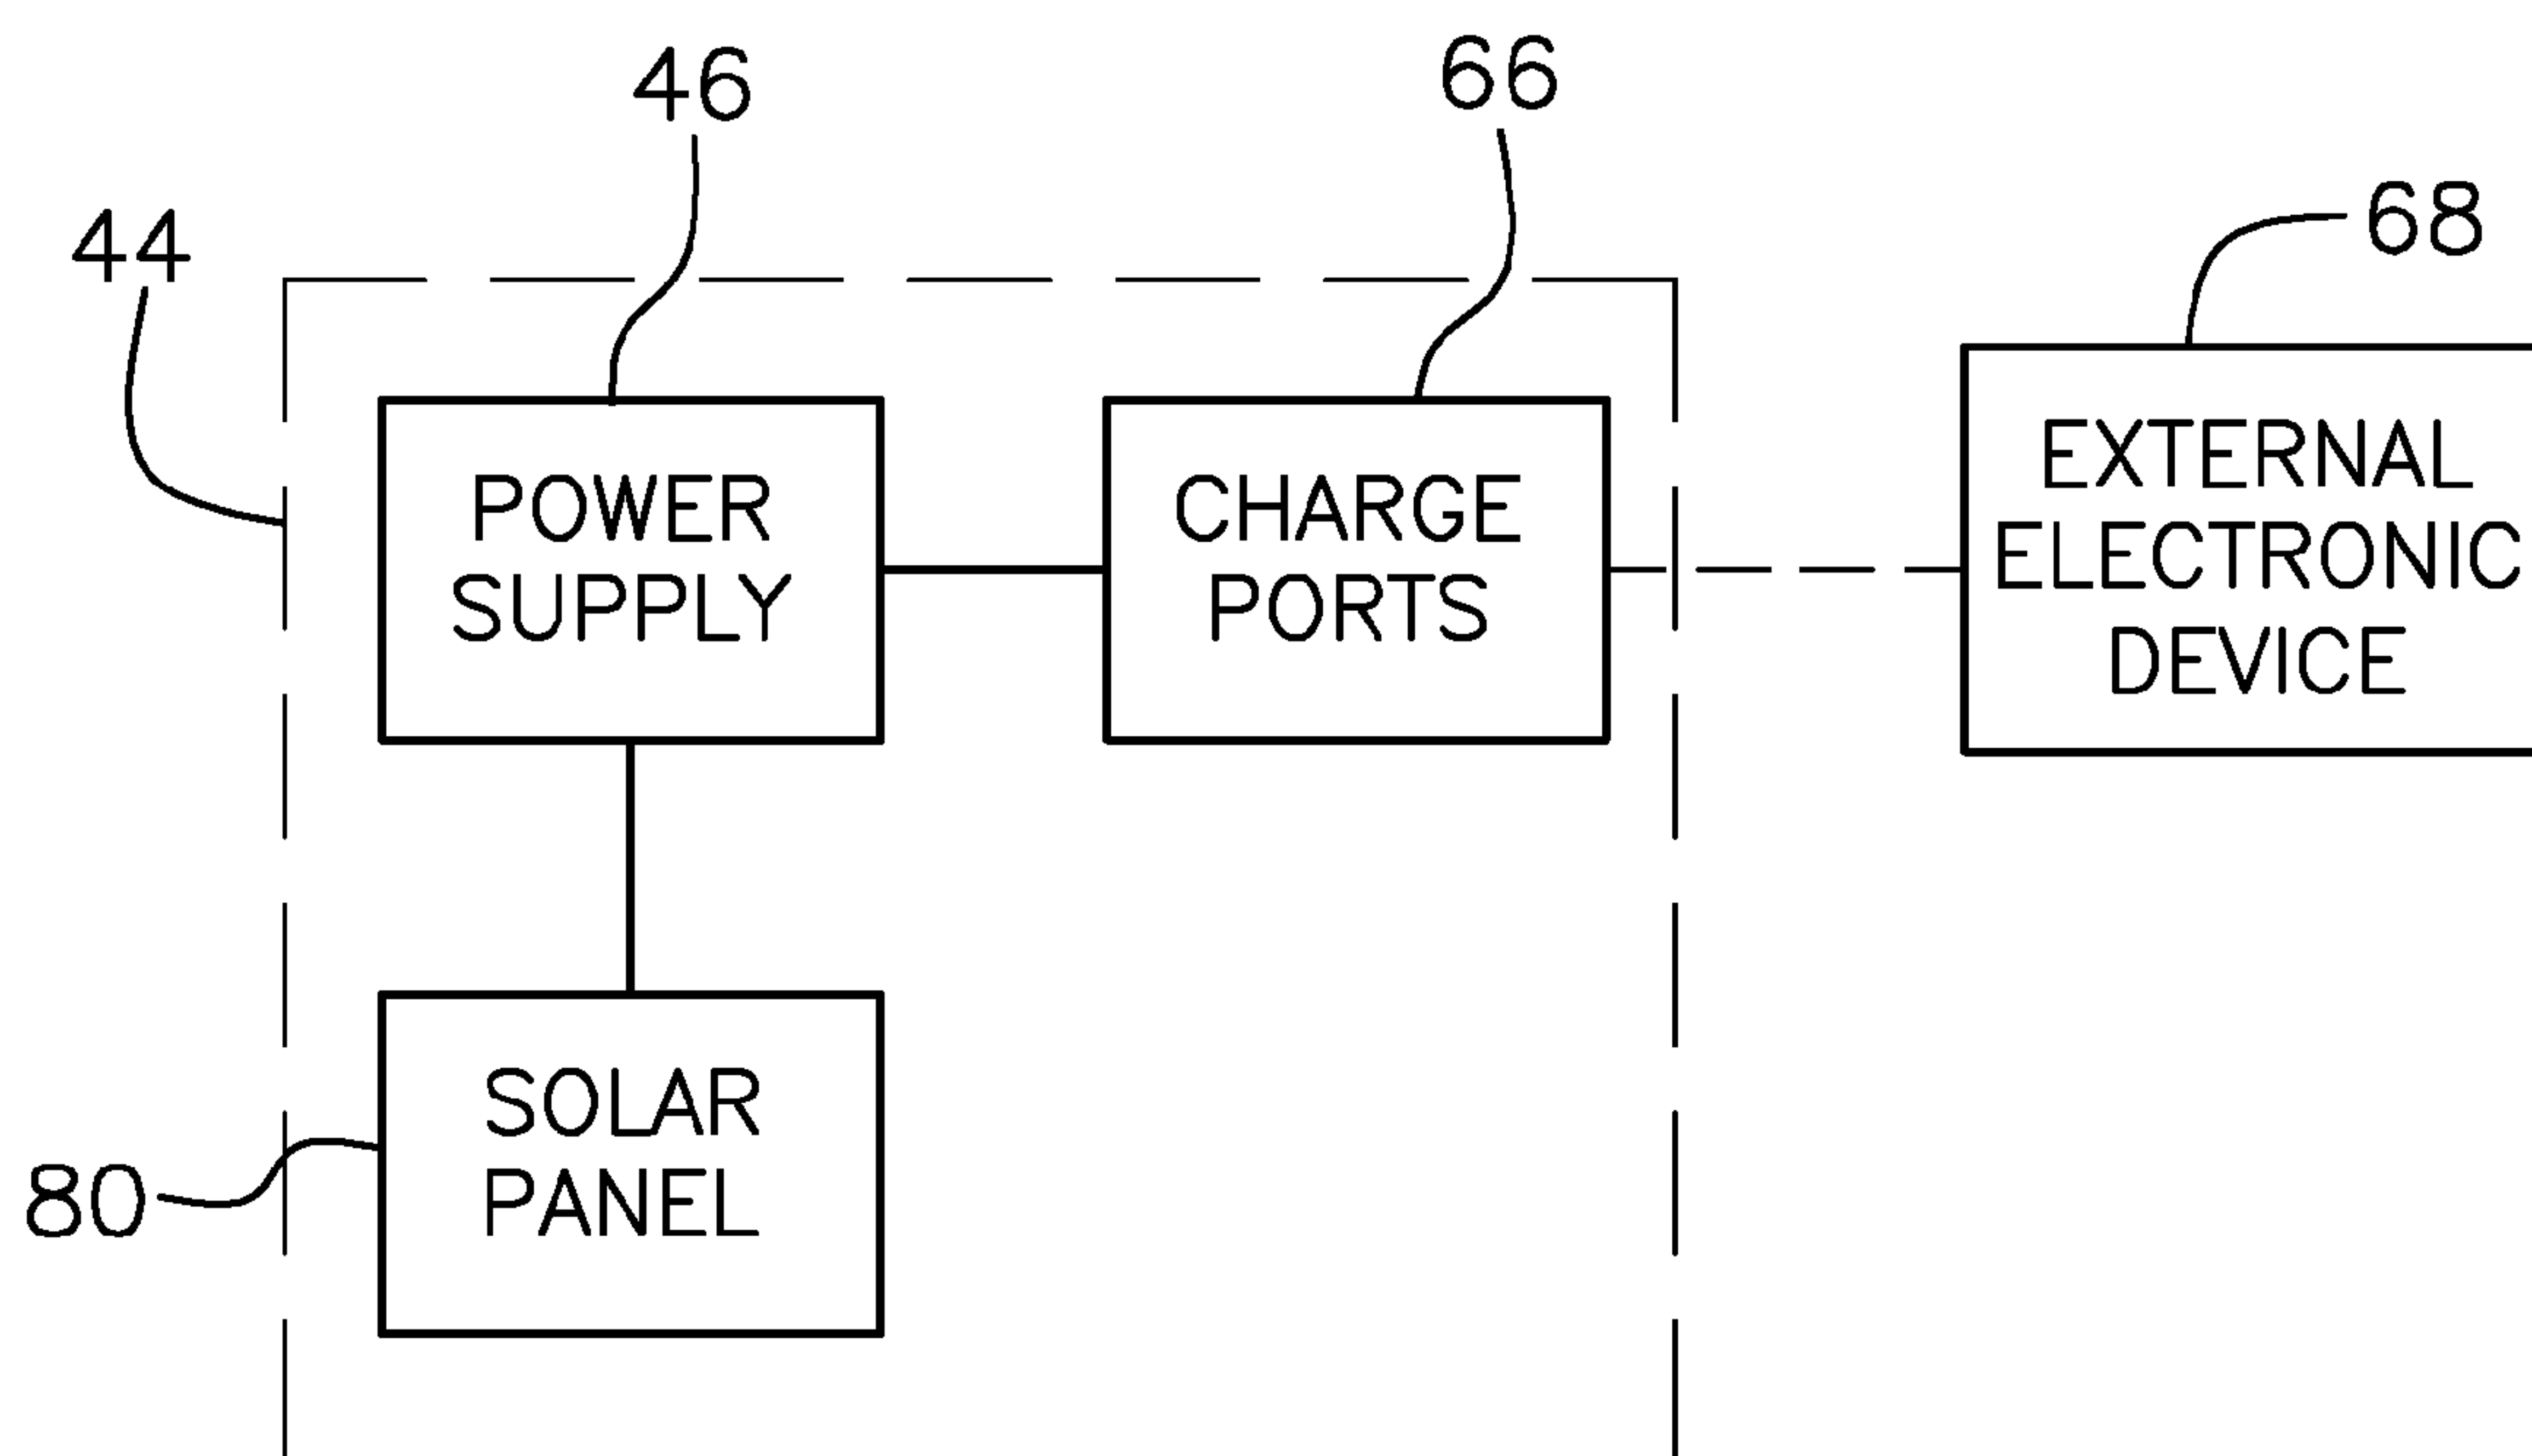 46
66
68
44
POWER
SUPPLY
CHARGE
PORTS
EXTERNAL
ELECTRONIC
DEVICE
SOLAR
PANEL
80